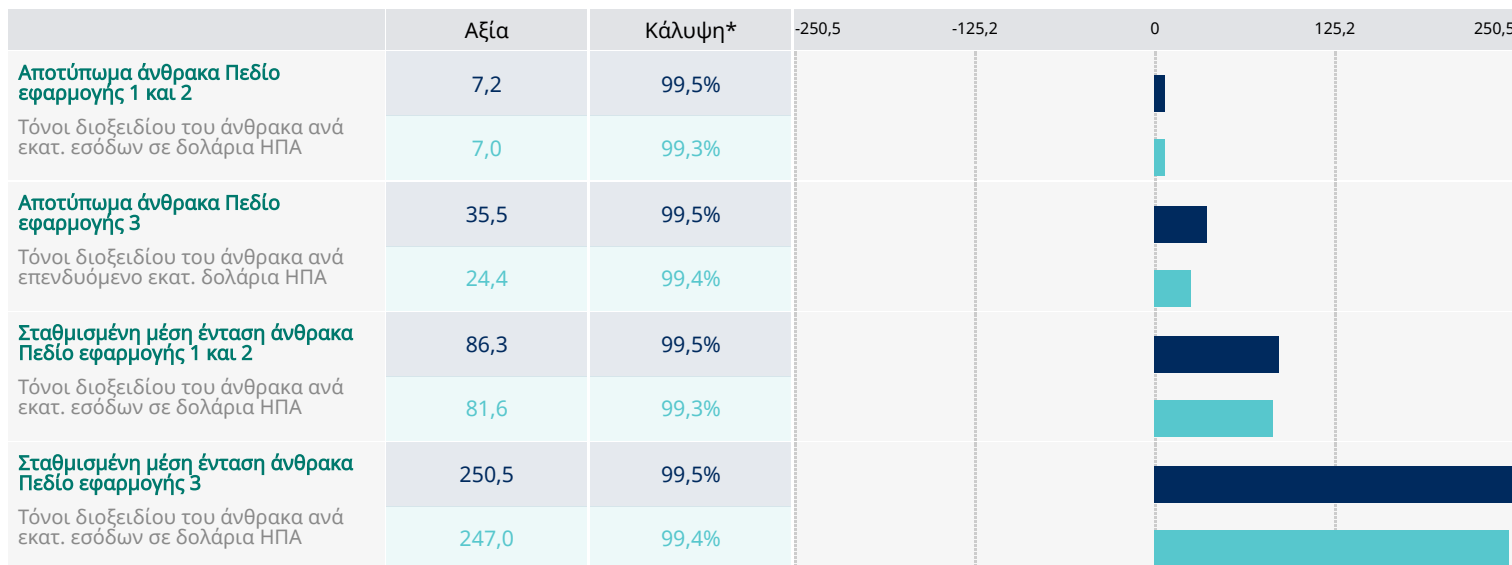 Αξία Κάλυψη* -250,5 -125,2 0 125,2 250,5
Αποτύπωμα άνθρακα Πεδίο
εφαρμογής 1 και 2
7,2 99,5%
Τόνοι διοξειδίου του άνθρακα ανά
εκατ. εσόδων σε δολάρια ΗΠΑ
7,0 99,3%
Αποτύπωμα άνθρακα Πεδίο
εφαρμογής 3
35,5 99,5%
Τόνοι διοξειδίου του άνθρακα ανά
επενδυόμενο εκατ. δολάρια ΗΠΑ
24,4 99,4%
Σταθμισμένη μέση ένταση άνθρακα
Πεδίο εφαρμογής 1 και 2
86,3 99,5%
Τόνοι διοξειδίου του άνθρακα ανά
εκατ. εσόδων σε δολάρια ΗΠΑ
81,6 99,3%
Σταθμισμένη μέση ένταση άνθρακα
Πεδίο εφαρμογής 3
250,5 99,5%
Τόνοι διοξειδίου του άνθρακα ανά
εκατ. εσόδων σε δολάρια ΗΠΑ
247,0 99,4%